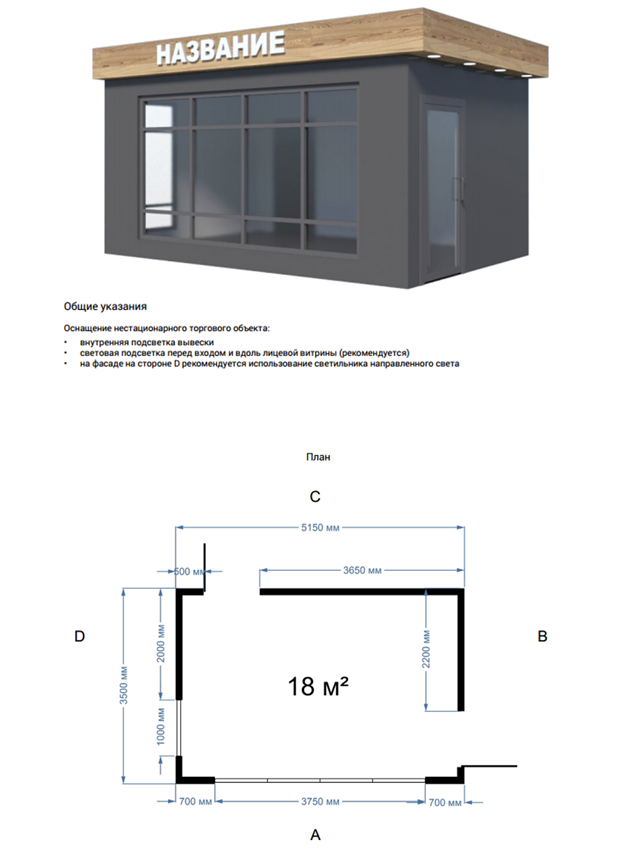 НАЗВАНИЕ
Общие указания
Оснащение нестационарного торгового объекта:
• внутренняя подсветка вывески
• световая подсветка перед входом и вдоль лицевой витрины (рекомендуется)
• на фасаде на стороне D рекомендуется использование светильника направленного света
План
C
5150 мм
500 мм
3650 мм
D
3500 мм
2000 мм
1000 мм
18 м²
2200 мм
B
700 мм
3750 мм
700 мм
A